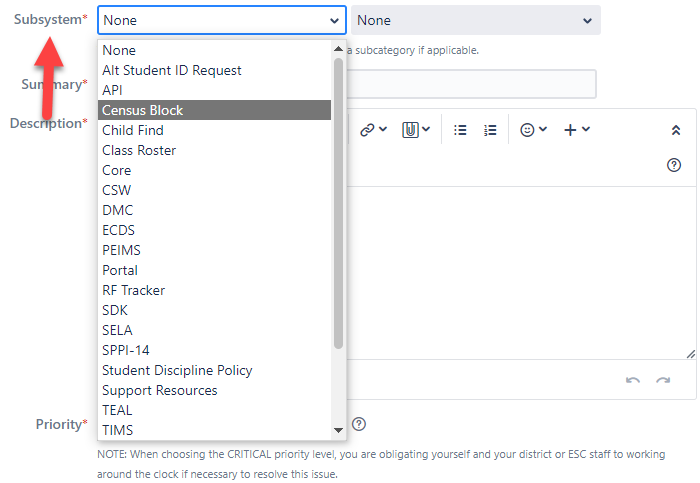 Subsystem* None None
None
a subcategory if applicable.
Alt Student ID Request
Summary*
API
Census Block
Description*
Child Find
Class Roster
Core
CSW
DMC
ECDS
PEIMS
Portal
RF Tracker
SDK
SELA
SPPI-14
Student Discipline Policy
Support Resources
TEAL
Priority*
TIMS
NOTE: When choosing the CRITICAL priority level, you are obligating yourself and your district or ESC staff to working
around the clock if necessary to resolve this issue.